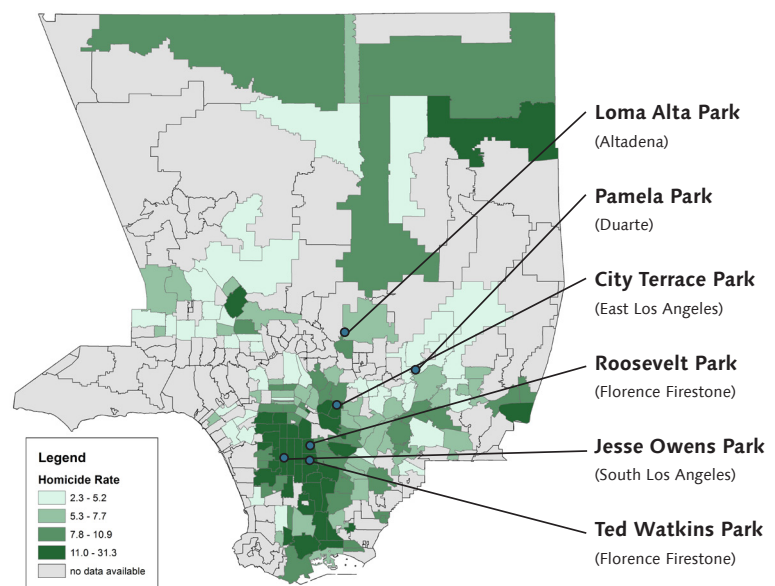 Loma Alta Park
(Altadena)
Pamela Park
(Duarte)
City Terrace Park
(East Los Angeles)
Roosevelt Park
(Florence Firestone)
Jesse Owens Park
(South Los Angeles)
Ted Watkins Park
(Florence Firestone)
Legend
Homicide Rate
2.3 - 5.2
5.3 - 7.7
7.8 - 10.9
11.0 - 31.3
no data available